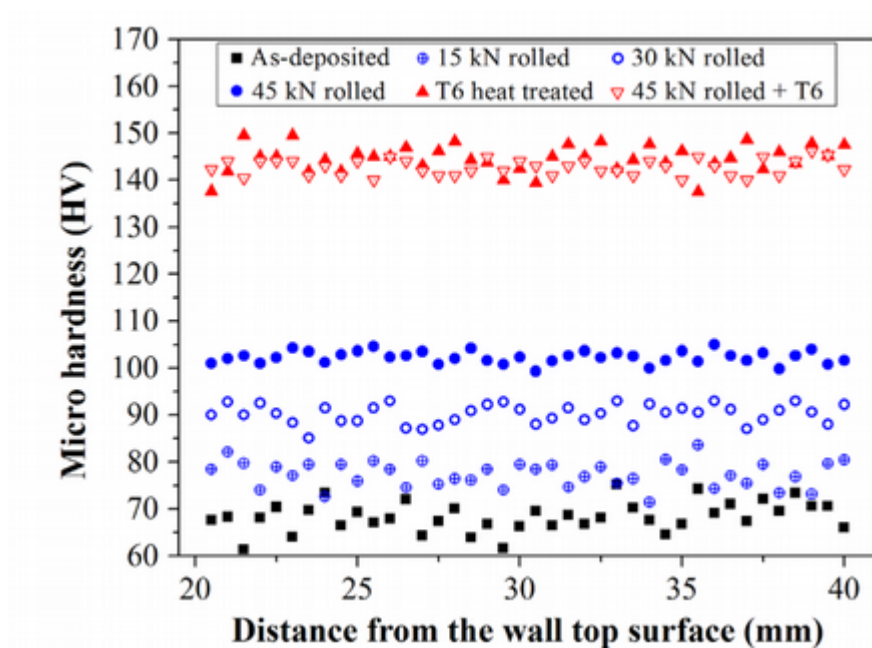 170
160
150
140
130
120
110
100
90
80
70
60
Micro hardness (HV)
As-deposited 15 kN rolled 30 kN rolled
45 kN rolled T6 heat treated 45 kN rolled + T6
20 25 30 35 40
Distance from the wall top surface (mm)